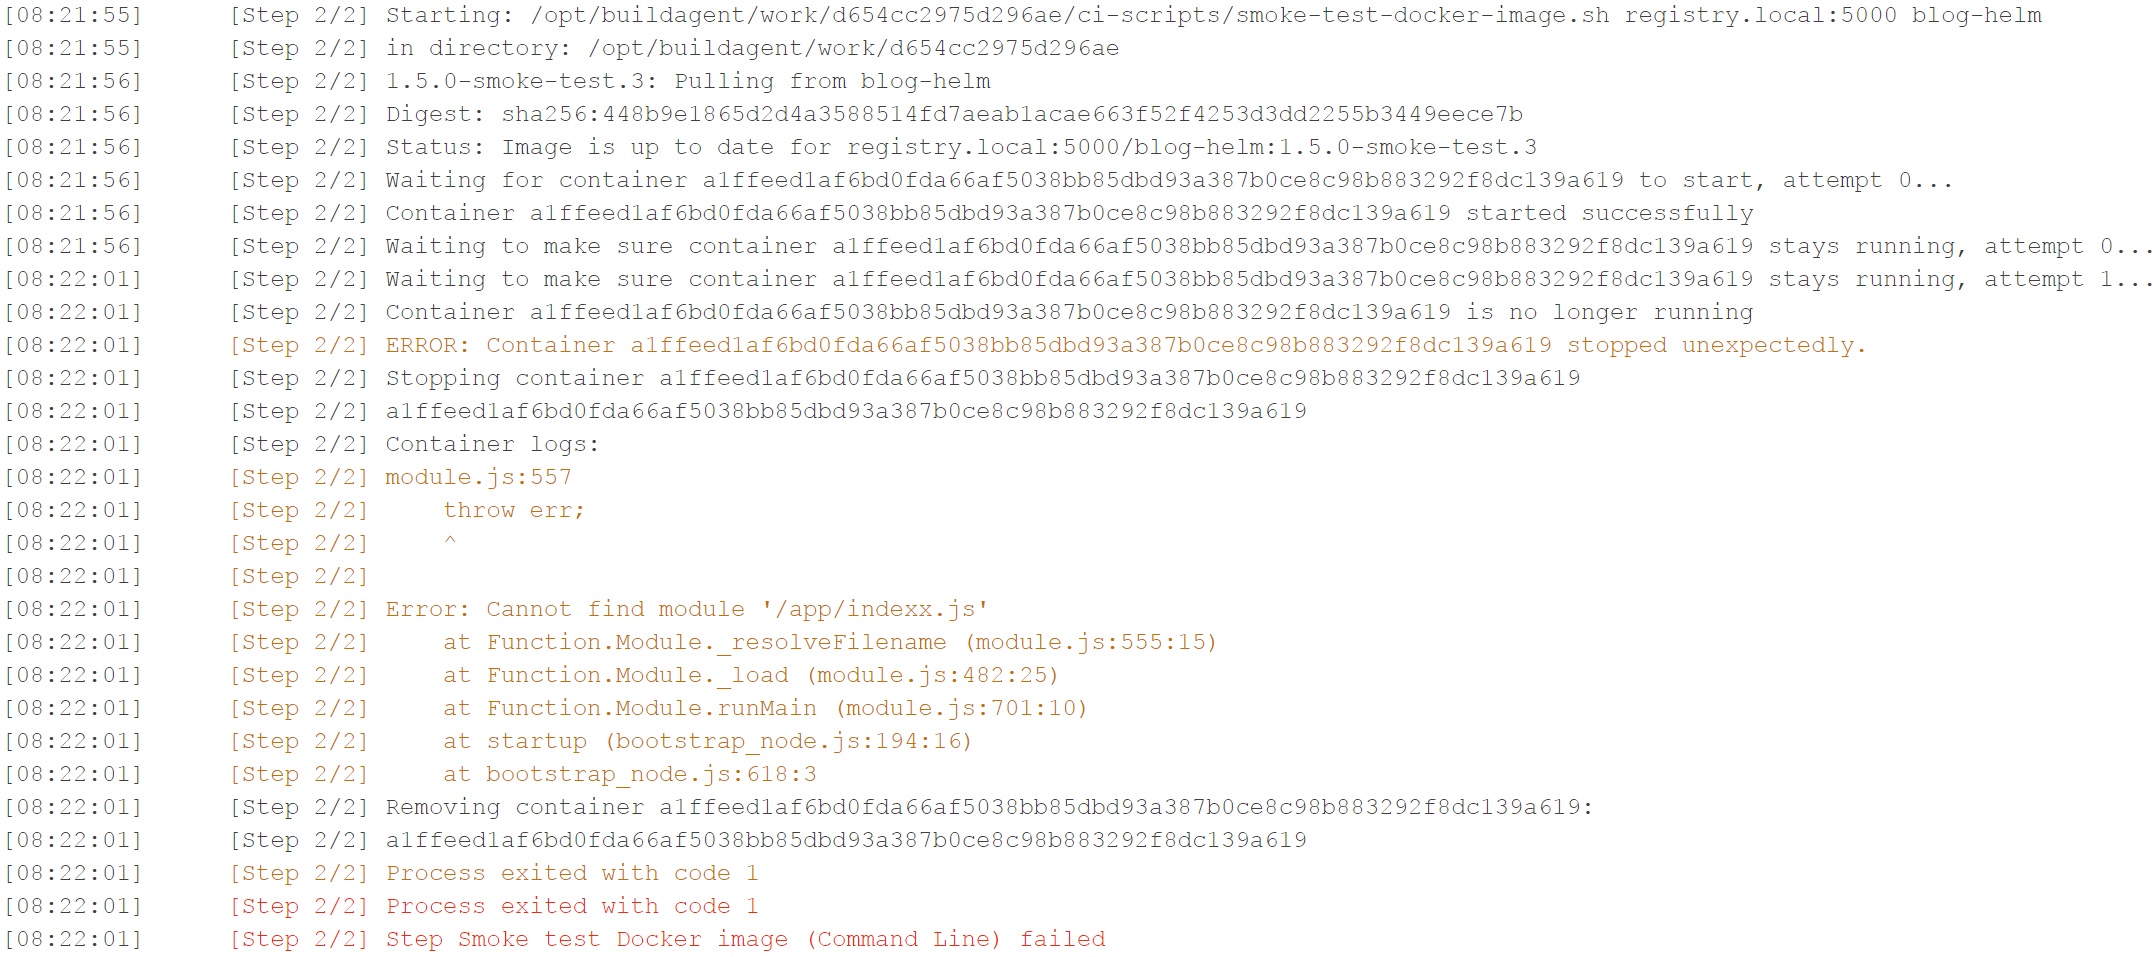 [08:21:55] [Step 2/2] Starting: /opt/buildagent/work/d654cc2975d296ae/ci-scripts/smoke-test-docker-image.sh registry.local:5000 blog-helm
[08:21:55] [Step 2/2] in directory: /opt/buildagent/work/d654cc2975d296ae
[08:21:56] [Step 2/2] 1.5.0-smoke-test.3: Pulling from blog-helm
[08:21:56] [Step 2/2] Digest: sha256:448b9e1865d2d4a3588514fd7aeab1acae663f52f4253d3dd2255b3449eece7b
[08:21:56] [Step 2/2] Status: Image is up to date for registry.local:5000/blog-helm:1.5.0-smoke-test.3
[08:21:56] [Step 2/2] Waiting for container a1ffeed1af6bd0fda66af5038bb85dbd93a387b0ce8c98b883292f8dc139a619 to start, attempt 0...
[08:21:56] [Step 2/2] Container a1ffeed1af6bd0fda66af5038bb85dbd93a387b0ce8c98b883292f8dc139a619 started successfully
[08:21:56] [Step 2/2] Waiting to make sure container a1ffeed1af6bd0fda66af5038bb85dbd93a387b0ce8c98b883292f8dc139a619 stays running, attempt 0...
[08:22:01] [Step 2/2] Waiting to make sure container a1ffeed1af6bd0fda66af5038bb85dbd93a387b0ce8c98b883292f8dc139a619 stays running, attempt 1...
[08:22:01] [Step 2/2] Container a1ffeed1af6bd0fda66af5038bb85dbd93a387b0ce8c98b883292f8dc139a619 is no longer running
[08:22:01] [Step 2/2] ERROR: Container a1ffeed1af6bd0fda66af5038bb85dbd93a387b0ce8c98b883292f8dc139a619 stopped unexpectedly.
[08:22:01] [Step 2/2] Stopping container a1ffeed1af6bd0fda66af5038bb85dbd93a387b0ce8c98b883292f8dc139a619
[08:22:01] [Step 2/2] a1ffeed1af6bd0fda66af5038bb85dbd93a387b0ce8c98b883292f8dc139a619
[08:22:01] [Step 2/2] Container logs:
[08:22:01] [Step 2/2] module.js:557
[08:22:01] [Step 2/2]     throw err;
[08:22:01] [Step 2/2]     ^
[08:22:01] [Step 2/2]
[08:22:01] [Step 2/2] Error: Cannot find module '/app/indexx.js'
[08:22:01] [Step 2/2]     at Function.Module._resolveFilename (module.js:555:15)
[08:22:01] [Step 2/2]     at Function.Module._load (module.js:482:25)
[08:22:01] [Step 2/2]     at Function.Module.runMain (module.js:701:10)
[08:22:01] [Step 2/2]     at startup (bootstrap_node.js:194:16)
[08:22:01] [Step 2/2]     at bootstrap_node.js:618:3
[08:22:01] [Step 2/2] Removing container a1ffeed1af6bd0fda66af5038bb85dbd93a387b0ce8c98b883292f8dc139a619:
[08:22:01] [Step 2/2] a1ffeed1af6bd0fda66af5038bb85dbd93a387b0ce8c98b883292f8dc139a619
[08:22:01] [Step 2/2] Process exited with code 1
[08:22:01] [Step 2/2] Process exited with code 1
[08:22:01] [Step 2/2] Step Smoke test Docker image (Command Line) failed